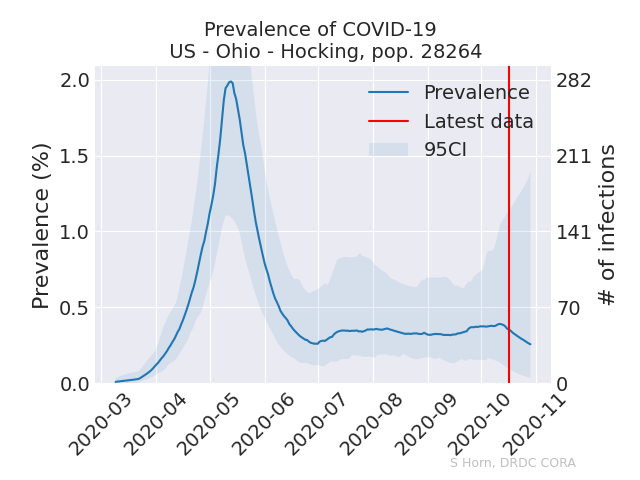 Prevalence of COVID-19
US - Ohio - Hocking, pop. 28264
Prevalence (%)
2.0
1.5
1.0
0.5
0.0
282
211
141
70
0
# of infections
Prevalence
Latest data
95CI
2020-03
2020-04
2020-05
2020-06
2020-07
2020-08
2020-09
2020-10
2020-11
S Horn, DRDC CORA